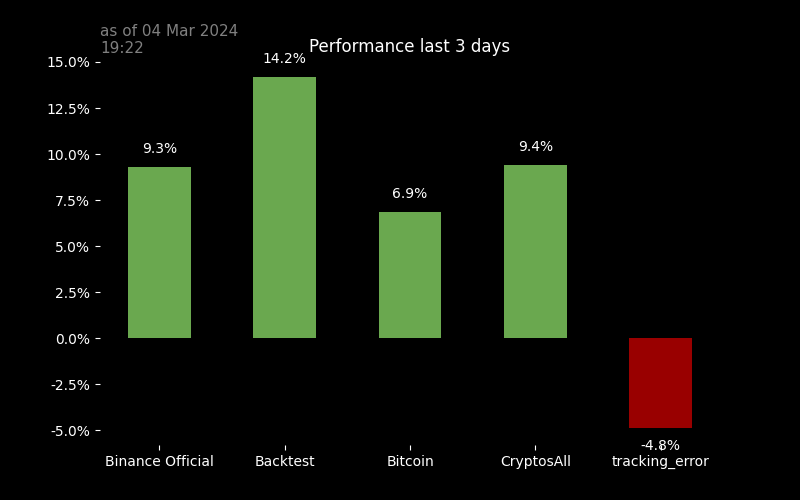 as of 04 Mar 2024
19:22
Performance last 3 days
15.0%
12.5%
10.0%
7.5%
5.0%
2.5%
0.0%
-2.5%
-5.0%
9.3%
14.2%
6.9%
9.4%
-4.8%
Binance Official
Backtest
Bitcoin
CryptosAll
tracking_error